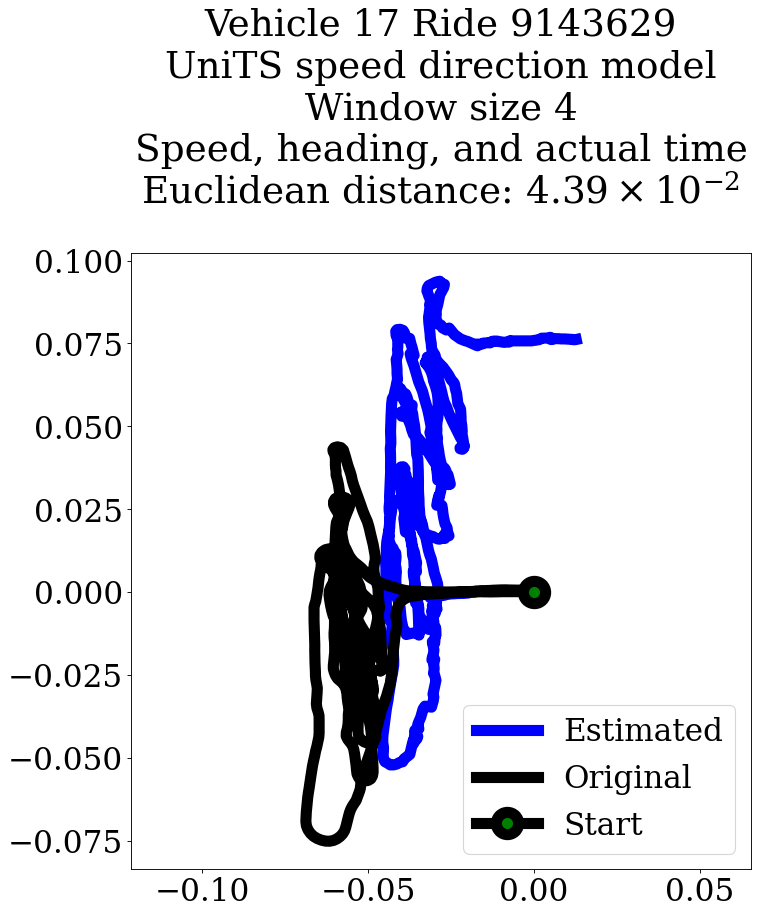 Vehicle 17 Ride 9143629
UniTS speed direction model
Window size 4
Speed, heading, and actual time
Euclidean distance: 4.39 × 10⁻²
0.100
0.075
0.050
0.025
0.000
−0.025
−0.050
−0.075
Estimated
Original
Start
−0.10
−0.05
0.00
0.05